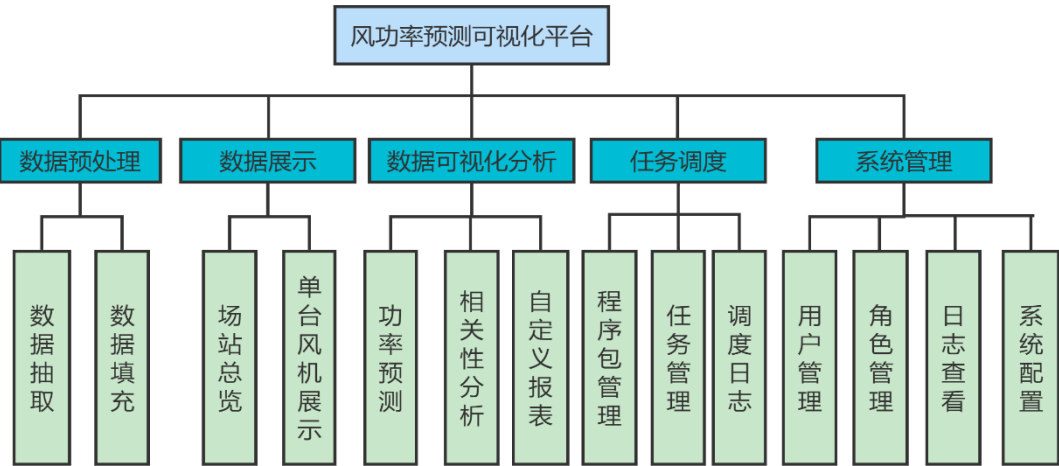 风功率预测可视化平台
数据预处理
数据展示
数据可视化分析
任务调度
系统管理
数据抽取
数据填充
场站总览
单台风机展示
功率预测
相关性分析
自定义报表
程序包管理
任务管理
调度日志
用户管理
角色管理
日志查看
系统配置